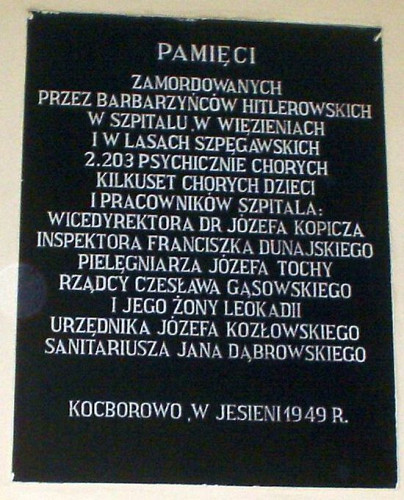 PAMIĘCI
ZAMORDOWANYCH
PRZEZ BARBARZYŃCÓW HITLEROWSKICH
W SZPITALU, W WIĘZIENIACH
I W LASACH SZPĘGAWSKICH
2.203 PSYCHICZNIE CHORYCH
KILKUSET CHORYCH DZIECI
I PRACOWNIKÓW SZPITALA:
WICEDYREKTORA DR JÓZEFA KOPICZA
INSPEKTORA FRANCISZKA DUNAJSKIEGO
PIELĘGNIARZA JÓZEFA TOCHY
RZĄDCY CZESŁAWA GĄSOWSKIEGO
I JEGO ŻONY LEOKADII
URZĘDNIKA JÓZEFA KOZŁOWSKIEGO
SANITARIUSZA JANA DĄBROWSKIEGO
KOCBOROWO, W JESIENI 1949 R.